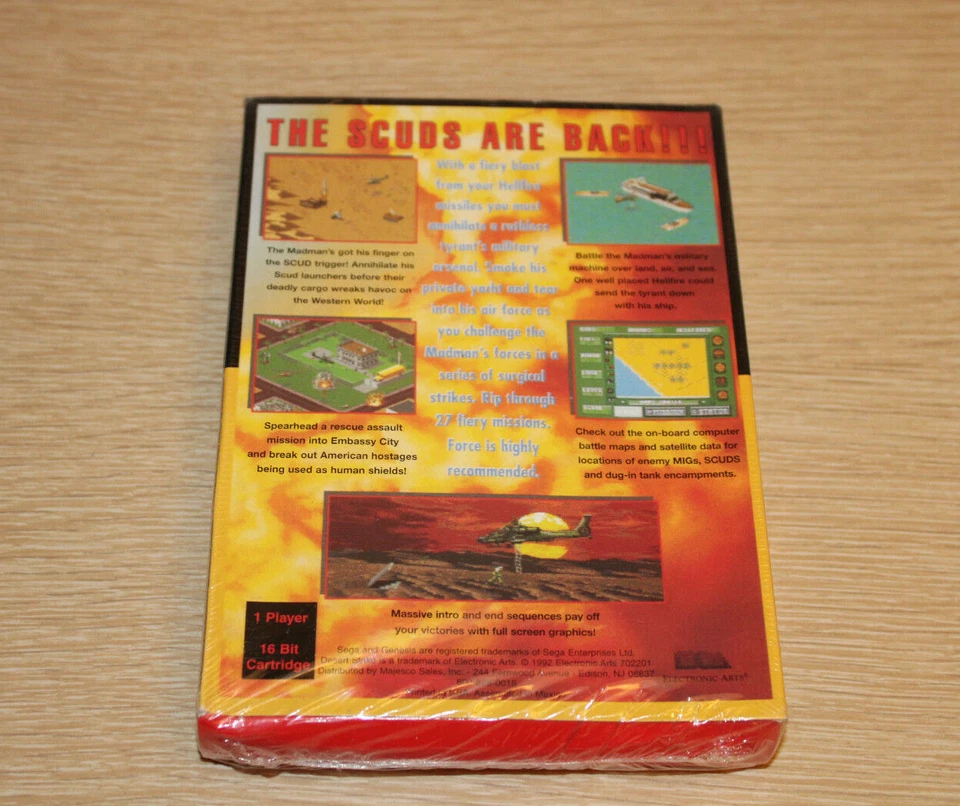 THE SCUDS ARE BACK!!!
The Madman's got his finger on
the SCUD trigger! Annihilate his
Scud launchers before their
deadly cargo wreaks havoc on
the Western World!
Spearhead a rescue assault
mission into Embassy City
and break out American hostages
being used as human shields!
With a fiery blast
from your Hellfire
missiles you must
annihilate a ruthless
tyrant's military
arsenal. Smoke his
private yacht and tear
into his air force as
you challenge the
Madman's forces in a
series of surgical
strikes. Rip through
27 fiery missions.
Force is highly
recommended.
Battle the Madman's military
machine over land, air, and sea.
One well placed Hellfire could
send the tyrant down
with his ship.
Check out the on-board computer
battle maps and satellite data for
locations of enemy MIGs, SCUDS
and dug-in tank encampments.
Massive intro and end sequences pay off
your victories with full screen graphics!
1 Player
16 Bit
Cartridge
Sega and Genesis are registered trademarks of Sega Enterprises Ltd.
Desert Strike is a trademark of Electronic Arts. © 1992 Electronic Arts 702201
Distributed by Majesco Sales, Inc. - 244 Fernwood Avenue - Edison, NJ 08837
in Mexico
ELECTRONIC ARTS®